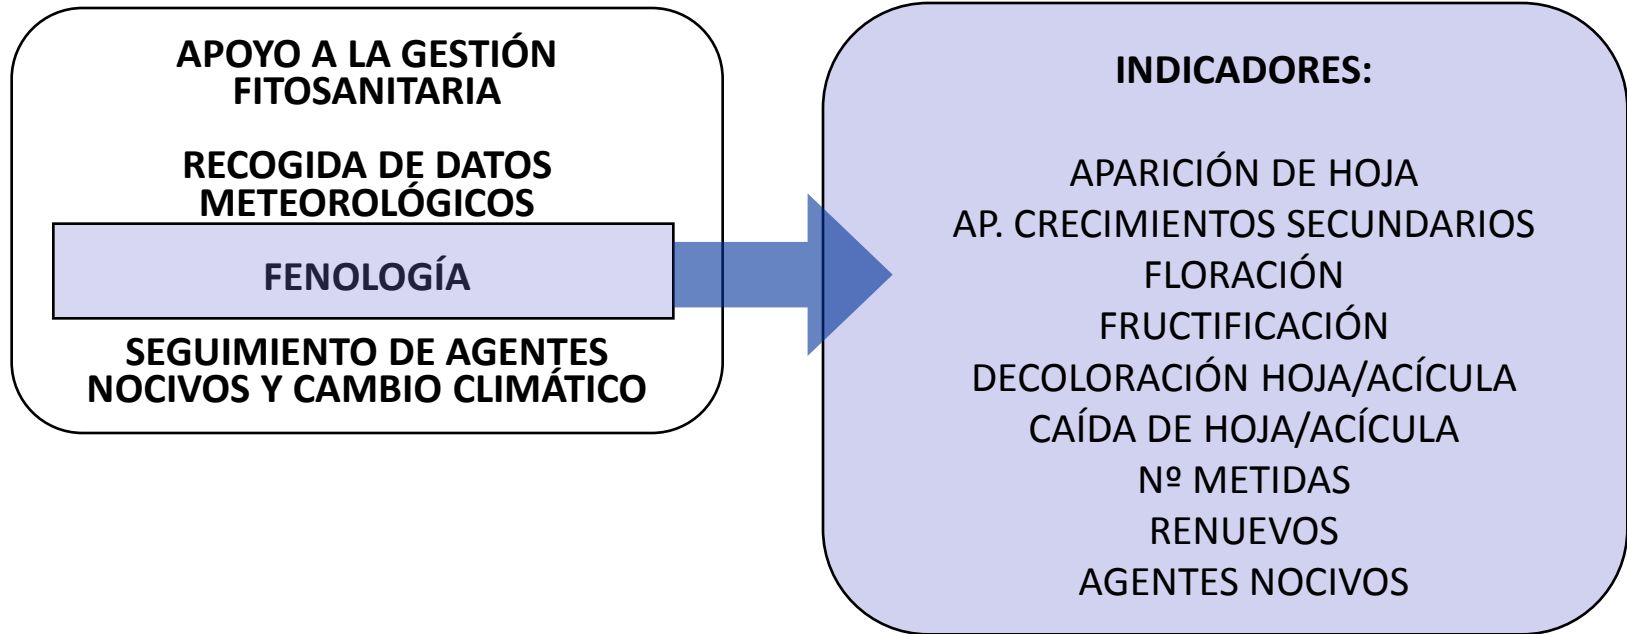 APOYO A LA GESTIÓN
FITOSANITARIA
RECOGIDA DE DATOS
METEOROLÓGICOS
FENOLOGÍA
SEGUIMIENTO DE AGENTES
NOCIVOS Y CAMBIO CLIMÁTICO
INDICADORES:
APARICIÓN DE HOJA
AP. CRECIMIENTOS SECUNDARIOS
FLORACIÓN
FRUCTIFICACIÓN
DECOLORACIÓN HOJA/ACÍCULA
CAÍDA DE HOJA/ACÍCULA
Nº METIDAS
RENUEVOS
AGENTES NOCIVOS